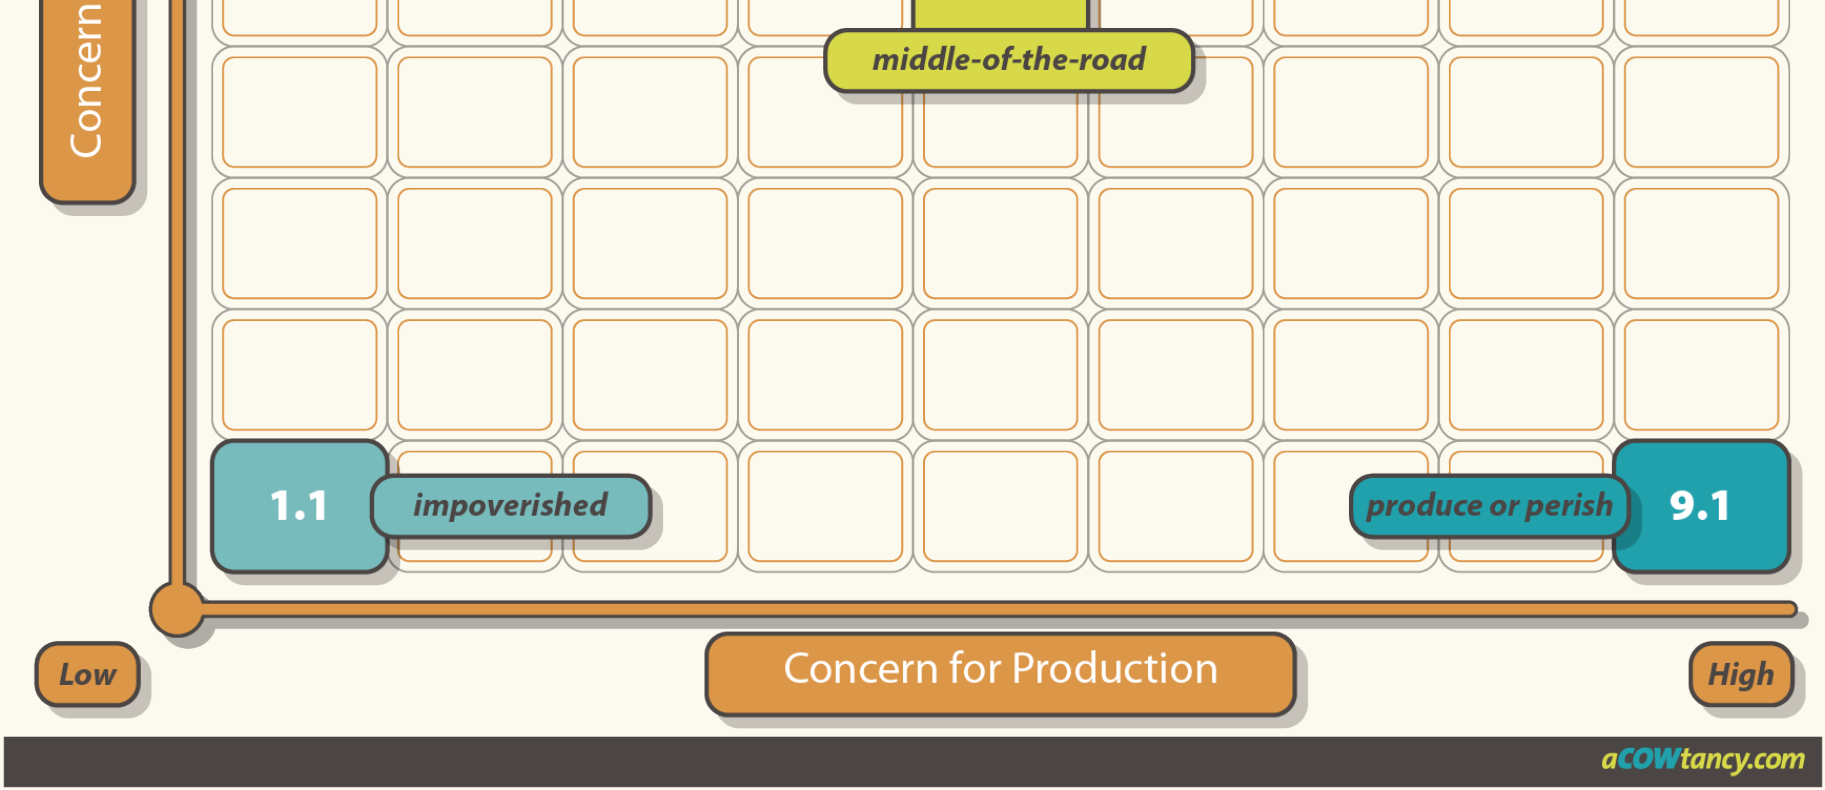 Concern
middle-of-the-road
1.1
impoverished
produce or perish
9.1
Low
Concern for Production
High
aCOWtancy.com